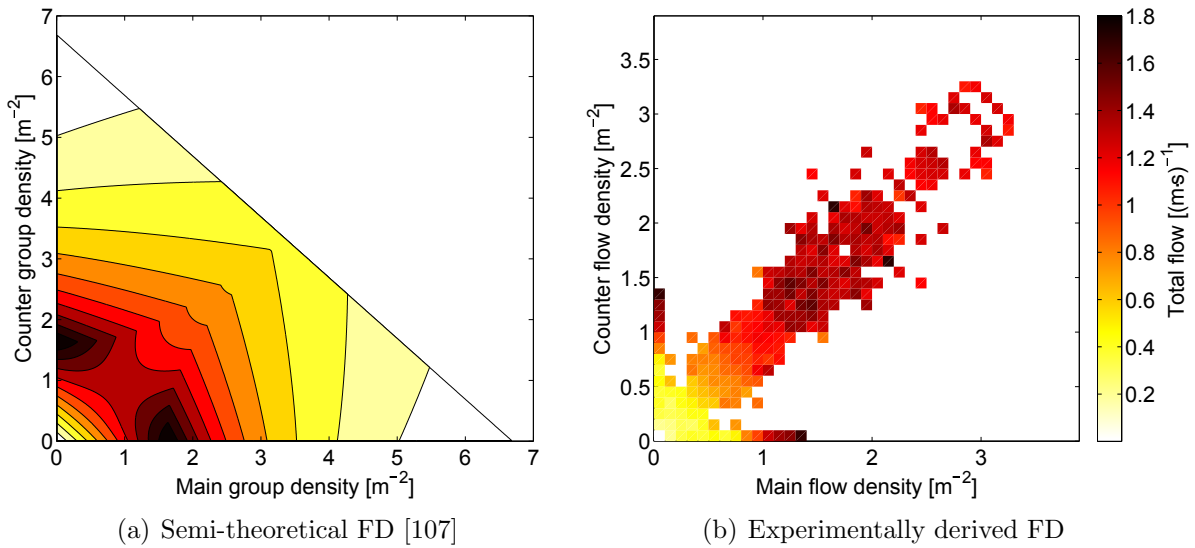 7
6
5
4
3
2
1
0
Counter group density [m⁻²]
0 1 2 3 4 5 6 7
Main group density [m⁻²]
(a) Semi-theoretical FD [107]
3.5
3
2.5
2
1.5
1
0.5
0
Counter flow density [m⁻²]
0 1 2 3
Main flow density [m⁻²]
(b) Experimentally derived FD
1.8
1.6
1.4
1.2
1
0.8
0.6
0.4
0.2
Total flow [(m·s)⁻¹]